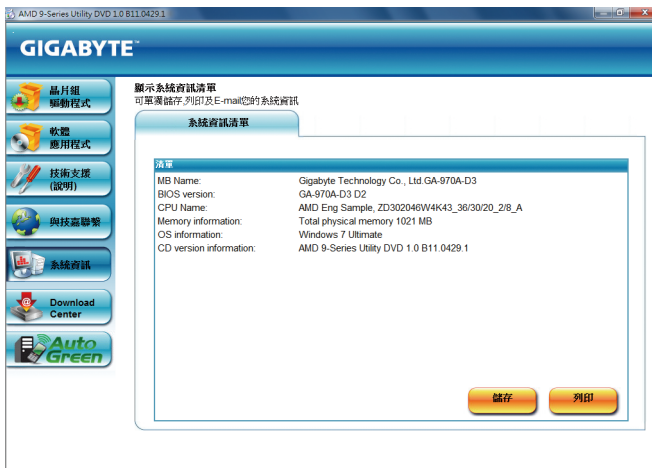 AMD 9-Series Utility DVD 1.0 B11.0429.1
GIGABYTE™
晶片組
驅動程式
軟體
應用程式
技術支援
(說明)
與技嘉聯繫
系統資訊
Download
Center
Auto
Green
顯示系統資訊清單
可單獨儲存,列印及E-mail您的系統資訊
系統資訊清單
清單
MB Name: Gigabyte Technology Co., Ltd.GA-970A-D3
BIOS version: GA-970A-D3 D2
CPU Name: AMD Eng Sample, ZD302046W4K43_36/30/20_2/8_A
Memory information: Total physical memory 1021 MB
OS information: Windows 7 Ultimate
CD version information: AMD 9-Series Utility DVD 1.0 B11.0429.1
儲存 列印